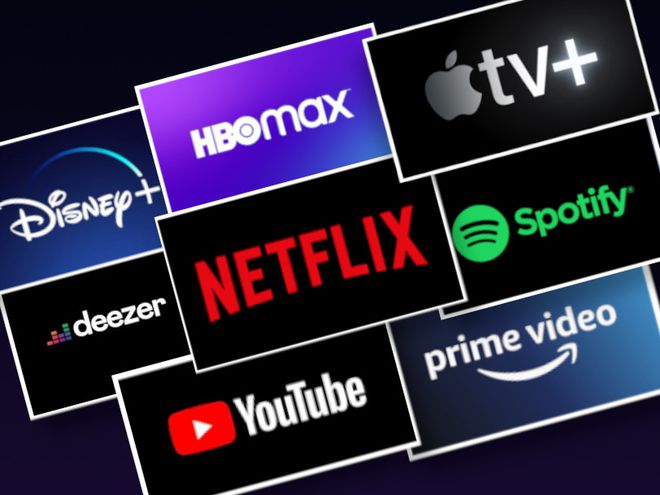 HBOmax
tv+
Disney+
NETFLIX
Spotify®
deezer
prime video
YouTube